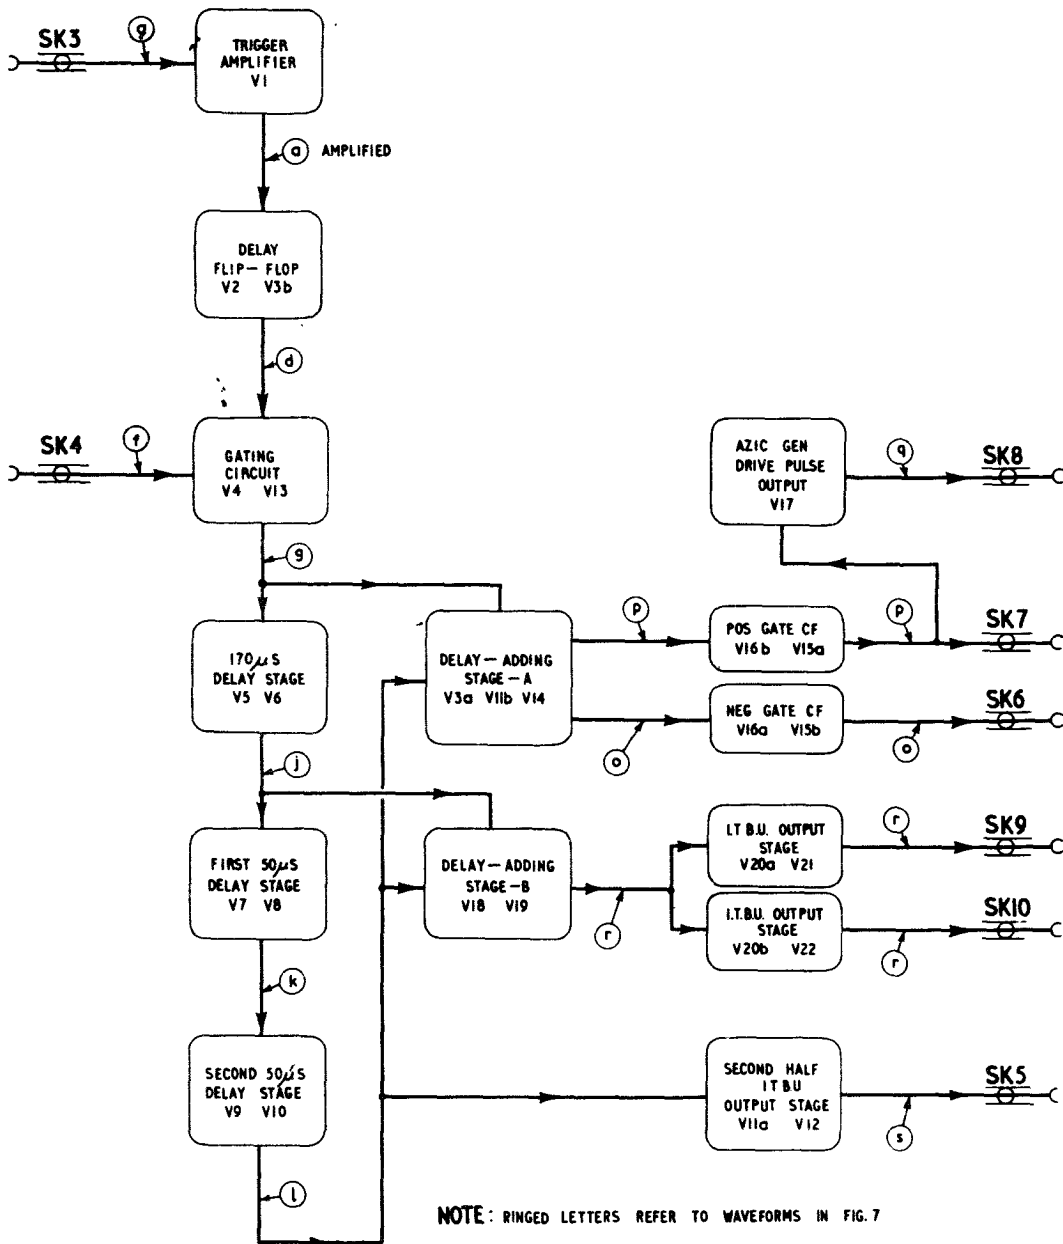 SK3
g
TRIGGER
AMPLIFIER
V1
a AMPLIFIED
DELAY
FLIP-FLOP
V2 V3b
d
SK4
f
GATING
CIRCUIT
V4 V13
g
AZIC GEN
DRIVE PULSE
OUTPUT
V17
q
SK8
170µS
DELAY STAGE
V5 V6
DELAY-ADDING
STAGE-A
V3a V11b V14
P
POS GATE CF
V16b V15a
P
SK7
o
NEG GATE CF
V16a V15b
o
SK6
j
FIRST 50µS
DELAY STAGE
V7 V8
DELAY-ADDING
STAGE-B
V18 V19
r
I.T B.U. OUTPUT
STAGE
V20a V21
r
SK9
I.T.B.U. OUTPUT
STAGE
V20b V22
r
SK10
k
SECOND 50µS
DELAY STAGE
V9 V10
SECOND HALF
I T B U
OUTPUT STAGE
V11a V12
s
SK5
l
NOTE: RINGED LETTERS REFER TO WAVEFORMS IN FIG. 7